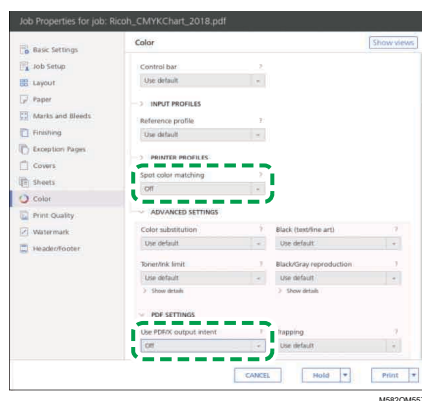 Job Properties for job: Ricoh_CMYKChart_2018.pdf
Basic Settings
Job Setup
Layout
Paper
Marks and Bleeds
Finishing
Exception Pages
Covers
Sheets
Color
Print Quality
Watermark
Header/Footer
Color
Show views
Control bar ?
Use default
INPUT PROFILES
Reference profile ?
Use default
PRINTER PROFILES
Spot color matching ?
Off
ADVANCED SETTINGS
Color substitution ? Black (text/line art) ?
Use default Use default
Toner/Ink limit ? Black/Gray reproduction ?
Use default Use default
Show details Show details
PDF SETTINGS
Use PDF/X output intent ? Trapping ?
Off Use default
CANCEL Hold Print
M582QM557